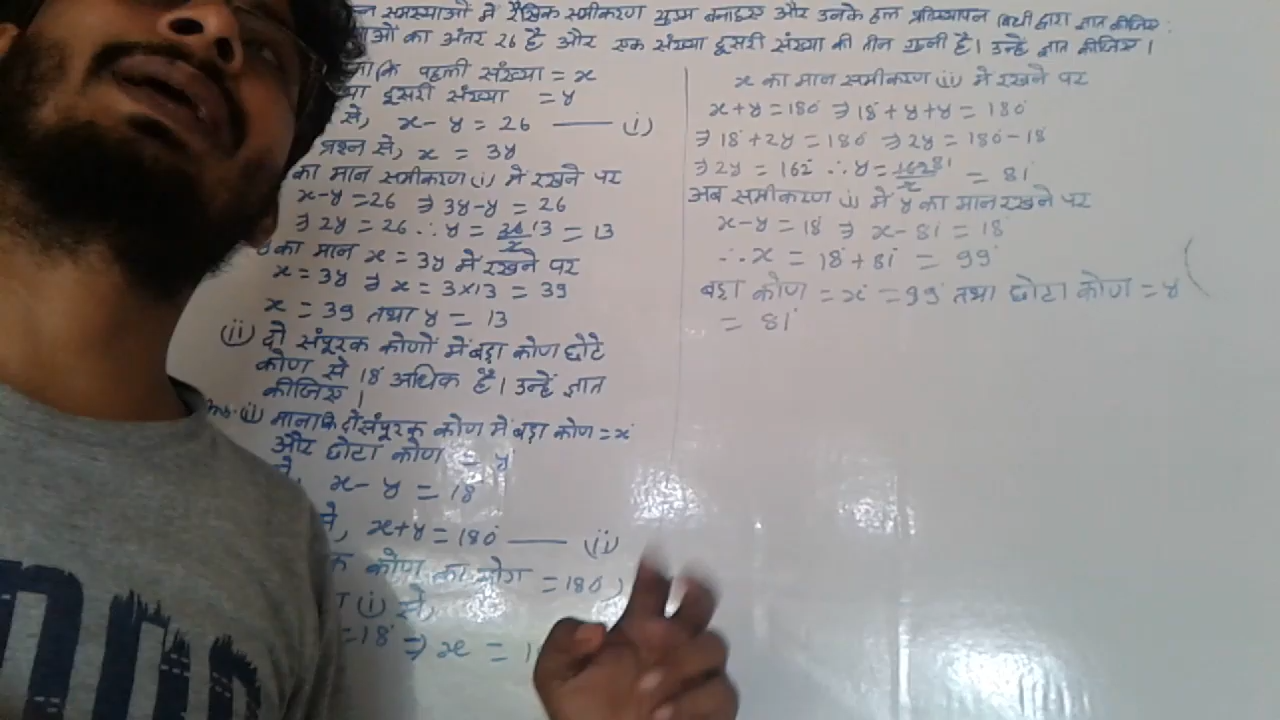 समस्याओं में रैखिक समीकरण युग्म बनाइए और उनके हल प्रतिस्थापन विधि द्वारा ज्ञात कीजिए:
का अंतर 26 है और एक संख्या दूसरी संख्या की तीन गुनी है। उन्हें ज्ञात कीजिए।
पहली संख्या = x
दूसरी संख्या = y
से, x - y = 26 —— (i)
प्रश्न से, x = 3y
का मान समीकरण (i) में रखने पर
x-y = 26 ⇒ 3y-y = 26
⇒ 2y = 26 ∴ y = 26 13 / 2 = 13
y का मान x = 3y में रखने पर
x = 3y ⇒ x = 3×13 = 39
x = 39 तथा y = 13
(ii) दो संपूरक कोणों में बड़ा कोण छोटे
कोण से 18° अधिक है। उन्हें ज्ञात
कीजिए।
Ans. (ii) माना कि दो संपूरक कोण में बड़ा कोण = x°
और छोटा कोण = y°
x - y = 18°
से, x+y = 180° —— (ii)
कोण का योग = 180°)
(i) से,
=18° ⇒ x =
x का मान समीकरण (ii) में रखने पर
x+y = 180° ⇒ 18° + y + y = 180°
⇒ 18° + 2y = 180° ⇒ 2y = 180° - 18°
⇒ 2y = 162° ∴ y = 162° 81° / 2 = 81°
अब समीकरण (i) में y का मान रखने पर
x - y = 18° ⇒ x - 81° = 18°
∴ x = 18° + 81° = 99°
बड़ा कोण = x° = 99° तथा छोटा कोण = y
= 81°